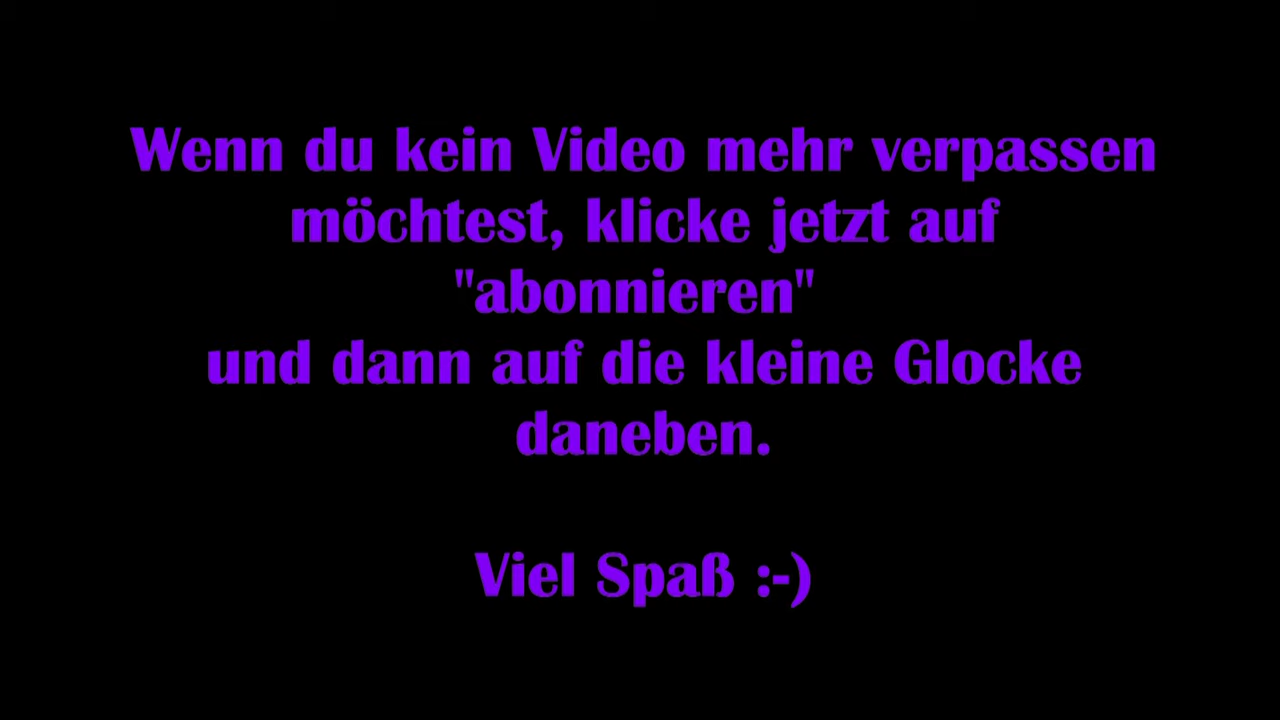 Wenn du kein Video mehr verpassen
möchtest, klicke jetzt auf
"abonnieren"
und dann auf die kleine Glocke
daneben.
Viel Spaß :-)